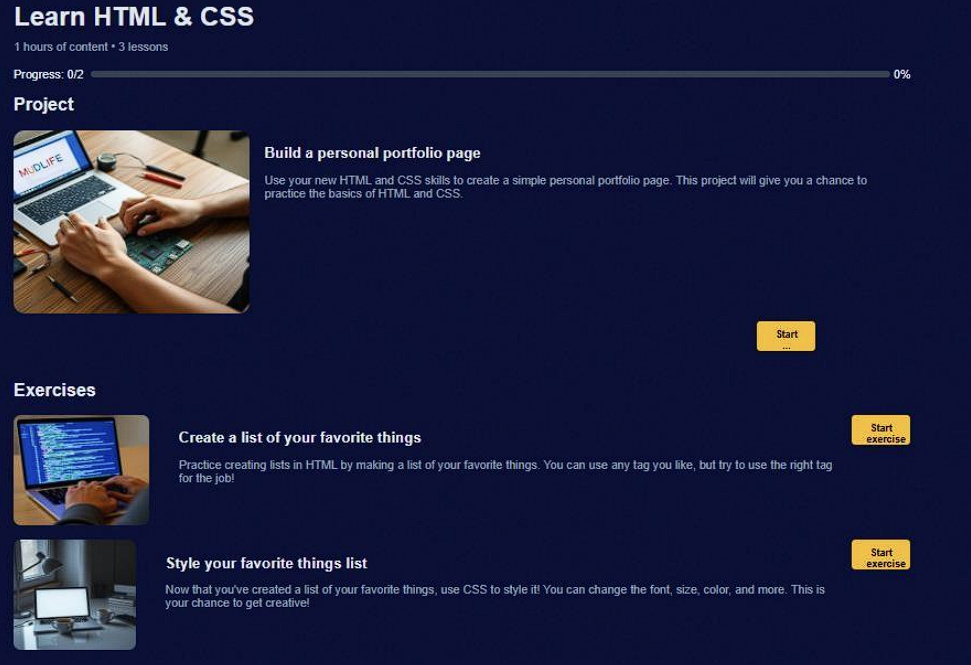 Learn HTML & CSS
1 hours of content • 3 lessons
Progress: 0/2
0%
Project
MUDLIFE
Build a personal portfolio page
Use your new HTML and CSS skills to create a simple personal portfolio page. This project will give you a chance to
practice the basics of HTML and CSS.
Start
...
Exercises
Create a list of your favorite things
Practice creating lists in HTML by making a list of your favorite things. You can use any tag you like, but try to use the right tag
for the job!
Start
exercise
Style your favorite things list
Now that you've created a list of your favorite things, use CSS to style it! You can change the font, size, color, and more. This is
your chance to get creative!
Start
exercise